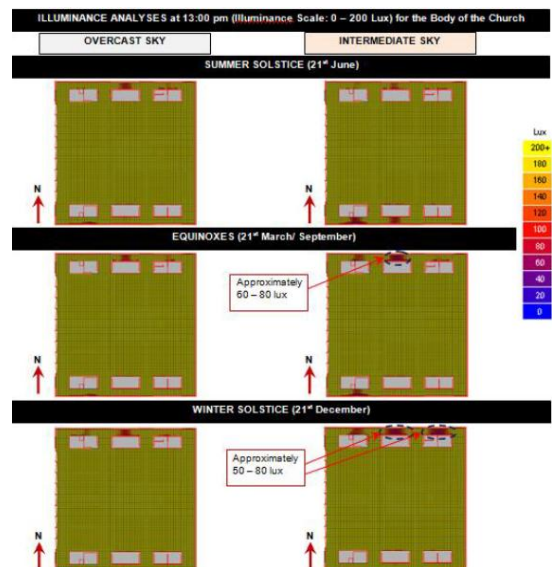 ILLUMINANCE ANALYSES at 13:00 pm (Illuminance Scale: 0 – 200 Lux) for the Body of the Church
OVERCAST SKY
INTERMEDIATE SKY
SUMMER SOLSTICE (21st June)
N
N
Lux
200+
180
160
140
120
100
80
60
40
20
0
EQUINOXES (21st March/ September)
Approximately
60 – 80 lux
N
N
WINTER SOLSTICE (21st December)
Approximately
50 – 80 lux
N
N